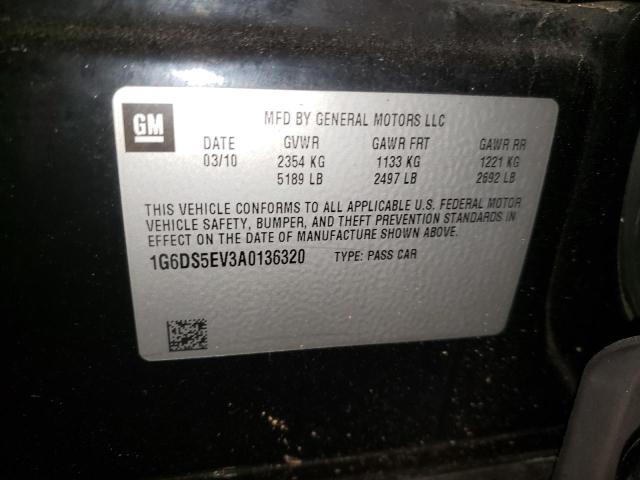 GM
MFD BY GENERAL MOTORS LLC
DATE GVWR GAWR FRT GAWR RR
03/10 2354 KG 1133 KG 1221 KG
5189 LB 2497 LB 2692 LB
THIS VEHICLE CONFORMS TO ALL APPLICABLE U.S. FEDERAL MOTOR
VEHICLE SAFETY, BUMPER, AND THEFT PREVENTION STANDARDS IN
EFFECT ON THE DATE OF MANUFACTURE SHOWN ABOVE.
1G6DS5EV3A0136320 TYPE: PASS CAR